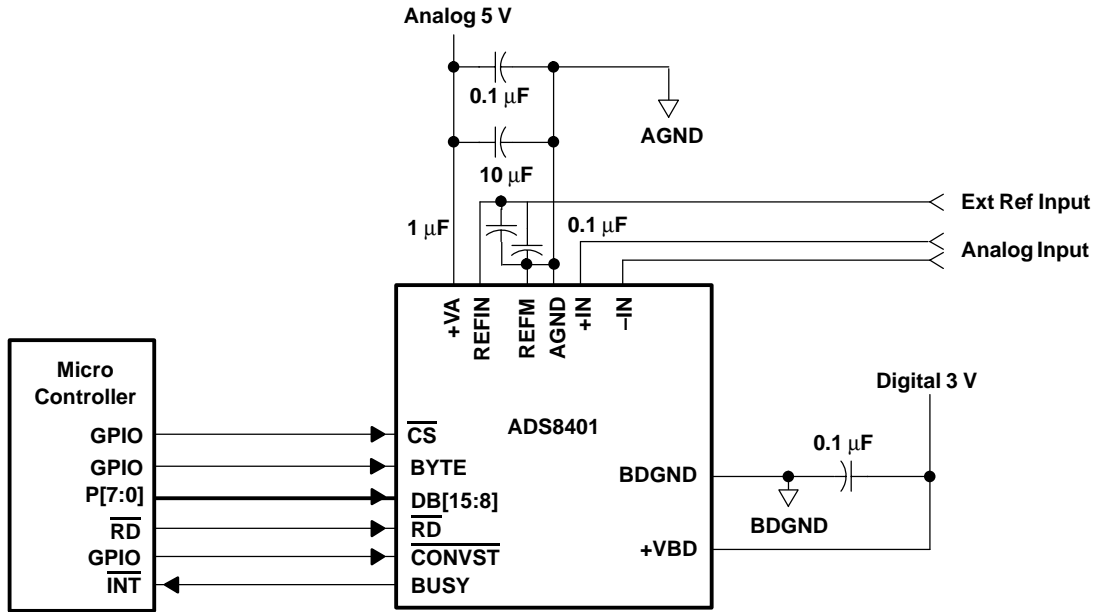 Analog 5 V
0.1 μF
AGND
10 μF
1 μF
0.1 μF
Ext Ref Input
Analog Input
+VA
REFIN
REFM
AGND
+IN
−IN
Micro
Controller
GPIO
GPIO
P[7:0]
RD
GPIO
INT
CS
BYTE
DB[15:8]
RD
CONVST
BUSY
ADS8401
BDGND
+VBD
Digital 3 V
0.1 μF
BDGND